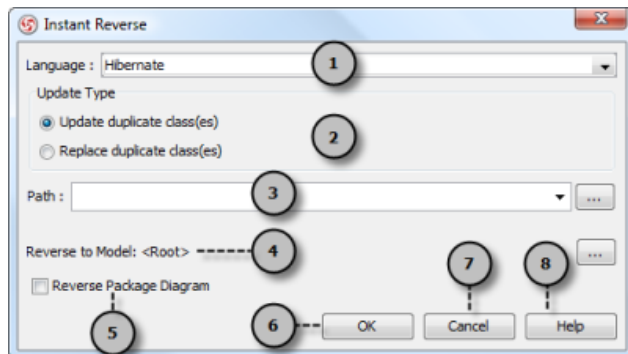 Instant Reverse
Language : Hibernate
1
Update Type
Update duplicate class(es)
Replace duplicate class(es)
2
Path :
3
...
Reverse to Model: <Root>
4
...
Reverse Package Diagram
5
6
7
8
OK
Cancel
Help